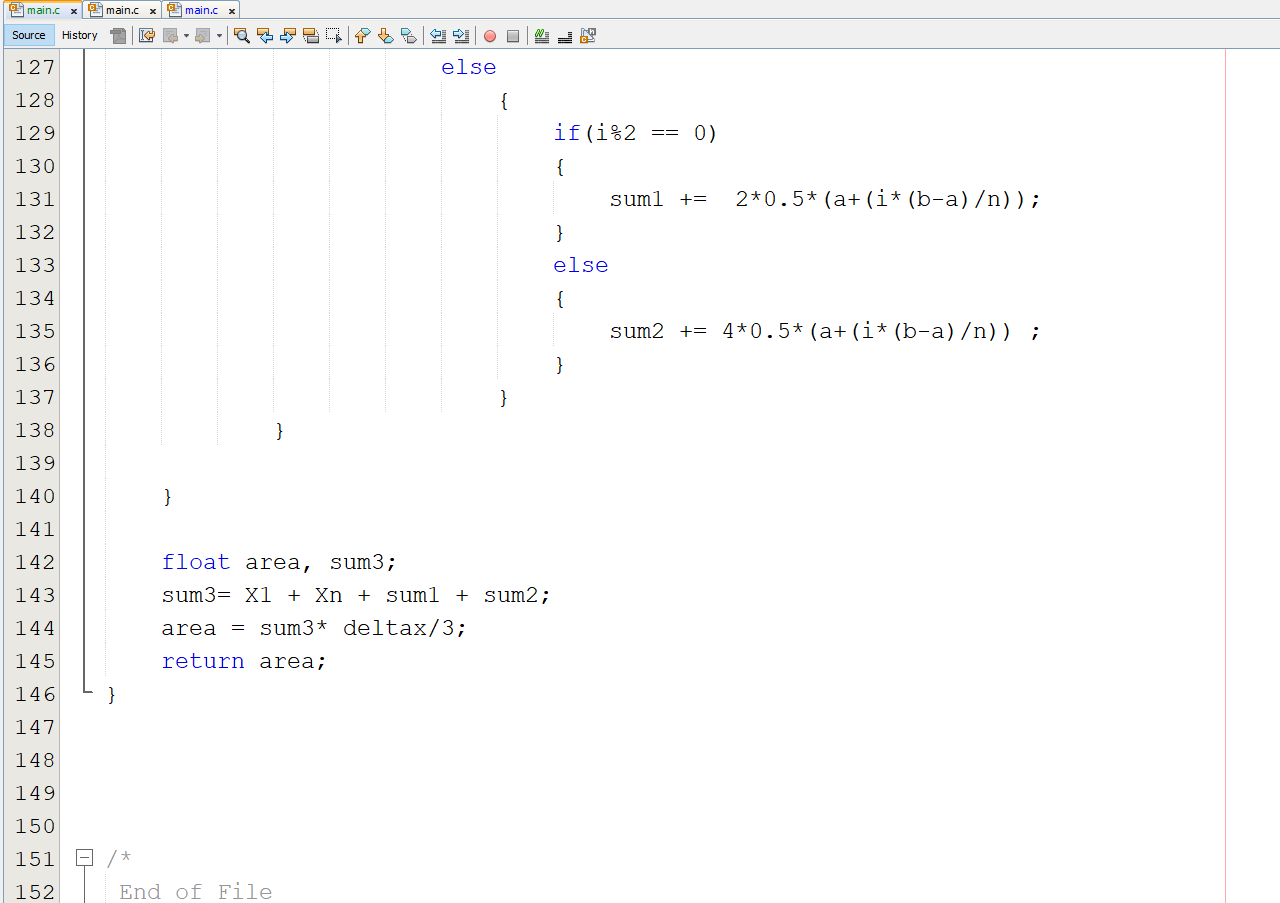 main.c × main.c × main.c ×
Source History
127 else
128 {
129 if(i%2 == 0)
130 {
131 sum1 +=  2*0.5*(a+(i*(b-a)/n));
132 }
133 else
134 {
135 sum2 += 4*0.5*(a+(i*(b-a)/n)) ;
136 }
137 }
138 }
139
140 }
141
142 float area, sum3;
143 sum3= X1 + Xn + sum1 + sum2;
144 area = sum3* deltax/3;
145 return area;
146 }
147
148
149
150
151 /*
152 End of File